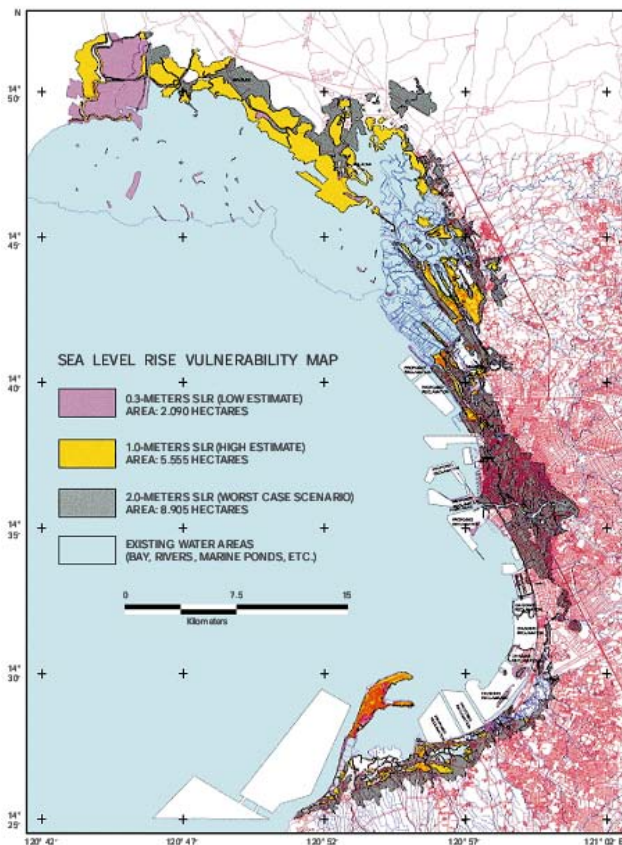 N
14°
50'
14°
45'
SEA LEVEL RISE VULNERABILITY MAP
14°
40'
0.3-METERS SLR (LOW ESTIMATE)
AREA: 2.090 HECTARES
1.0-METERS SLR (HIGH ESTIMATE)
AREA: 5.555 HECTARES
2.0-METERS SLR (WORST CASE SCENARIO)
AREA: 8.905 HECTARES
14°
35'
EXISTING WATER AREAS
(BAY, RIVERS, MARINE PONDS, ETC.)
0 7.5 15
Kilometers
14°
30'
14°
25'
120° 42' 120° 47' 120° 52' 120° 57' 121° 02' E